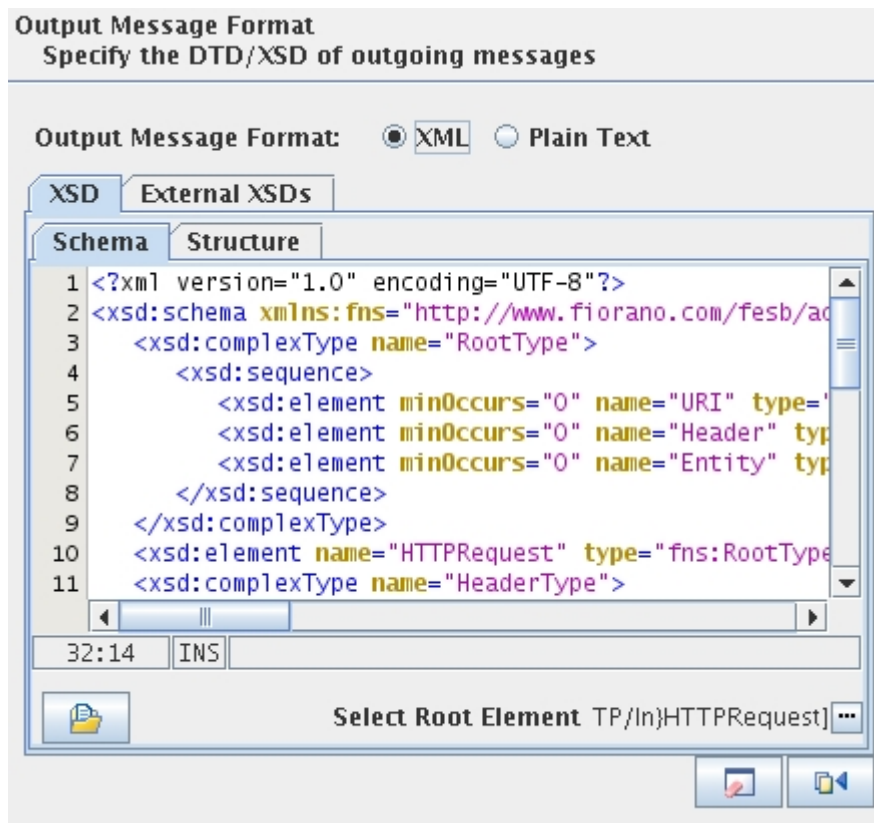 Output Message Format
Specify the DTD/XSD of outgoing messages
Output Message Format: XML Plain Text
XSD External XSDs
Schema Structure
1 <?xml version="1.0" encoding="UTF-8"?>
2 <xsd:schema xmlns:fns="http://www.fiorano.com/fesb/ac
3 <xsd:complexType name="RootType">
4 <xsd:sequence>
5 <xsd:element minOccurs="0" name="URI" type="
6 <xsd:element minOccurs="0" name="Header" typ
7 <xsd:element minOccurs="0" name="Entity" typ
8 </xsd:sequence>
9 </xsd:complexType>
10 <xsd:element name="HTTPRequest" type="fns:RootType
11 <xsd:complexType name="HeaderType">
32:14 INS
Select Root Element TP/In}HTTPRequest] ...